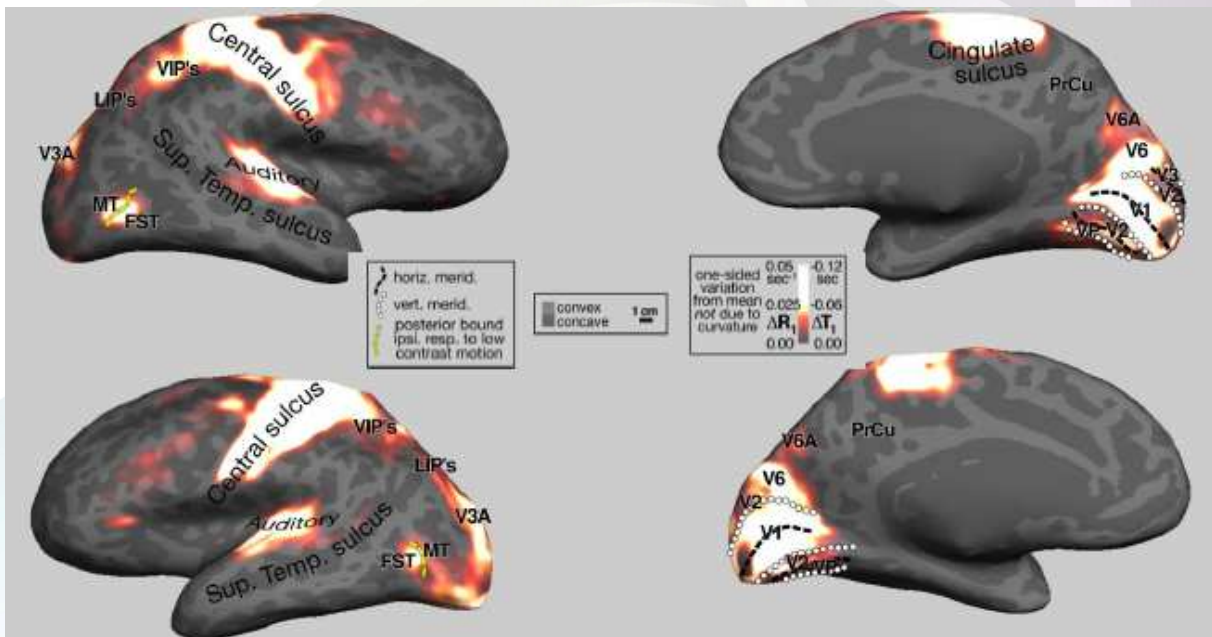 Central sulcus
VIP's
LIP's
V3A
Auditory
Sup. Temp. sulcus
MT
FST
Cingulate
sulcus
PrCu
V6A
V6
V3
V2
V1
VP
V2
horiz. merid.
vert. merid.
posterior bound
ipsi. resp. to low
contrast motion
convex
concave
1 cm
one-sided
variation
from mean
not due to
curvature
0.05
sec⁻¹
0.025
ΔR₁
0.00
-0.12
sec
-0.06
ΔT₁
0.00
Central sulcus
VIP's
LIP's
V3A
Auditory
Sup. Temp. sulcus
FST
MT
V6A
PrCu
V6
V2
V1
V2
VP